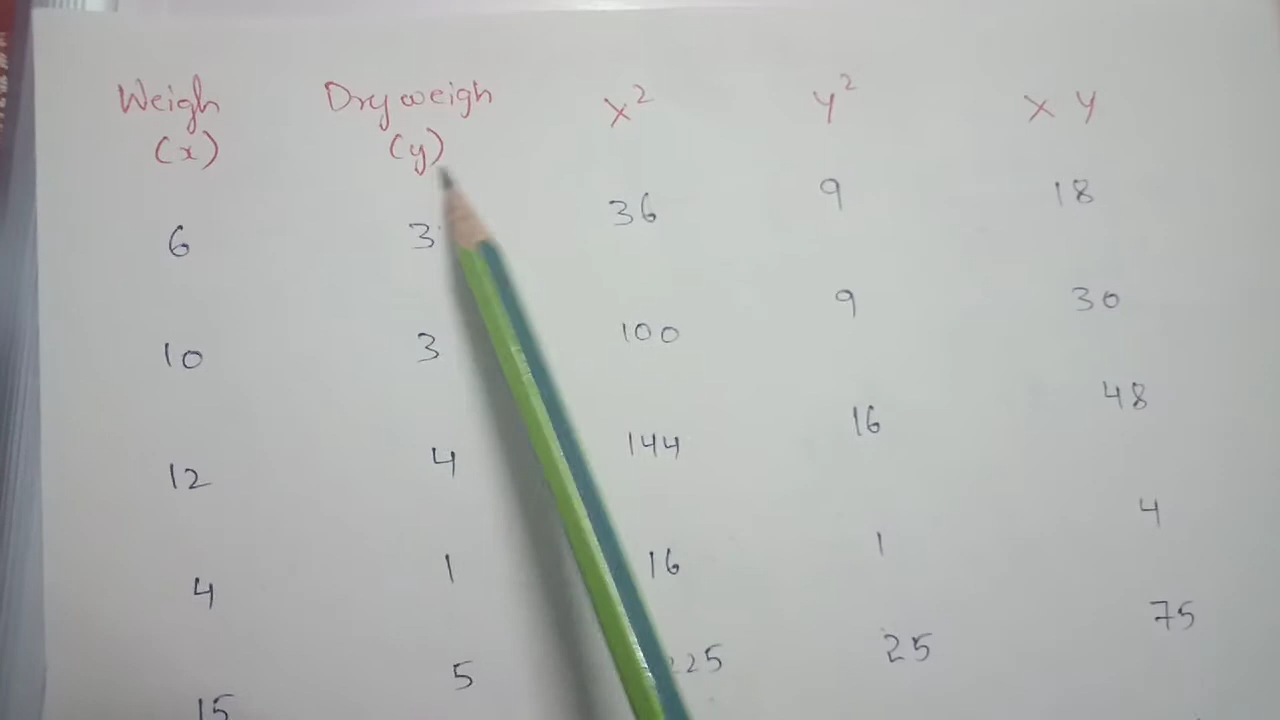 Weigh Dry weigh X² Y² X Y
(x) (y)
6 3 36 9 18
10 3 100 9 30
12 4 144 16 48
4 1 16 1 4
15 5 225 25 75